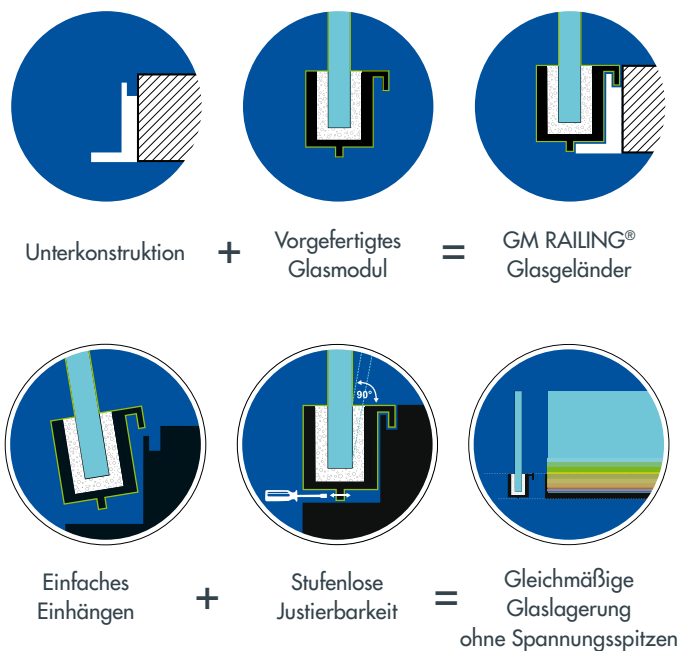 Unterkonstruktion
+
Vorgefertigtes
Glasmodul
=
GM RAILING®
Glasgeländer
90°
Einfaches
Einhängen
+
Stufenlose
Justierbarkeit
=
Gleichmäßige
Glaslagerung
ohne Spannungsspitzen